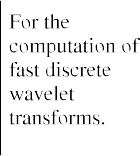 For the
computation of
fast discrete
wavelet
transforms.